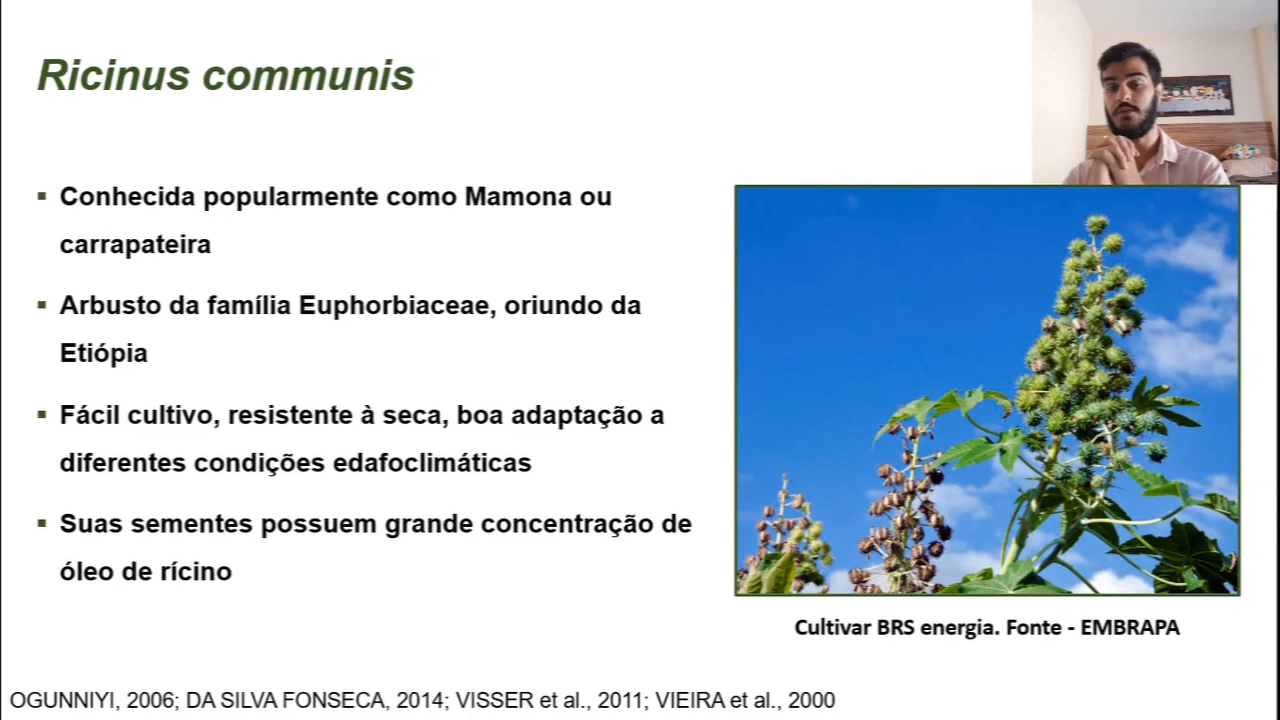 Ricinus communis
Conhecida popularmente como Mamona ou
carrapateira
Arbusto da família Euphorbiaceae, oriundo da
Etiópia
Fácil cultivo, resistente à seca, boa adaptação a
diferentes condições edafoclimáticas
Suas sementes possuem grande concentração de
óleo de rícino
Cultivar BRS energia. Fonte - EMBRAPA
OGUNNIYI, 2006; DA SILVA FONSECA, 2014; VISSER et al., 2011; VIEIRA et al., 2000